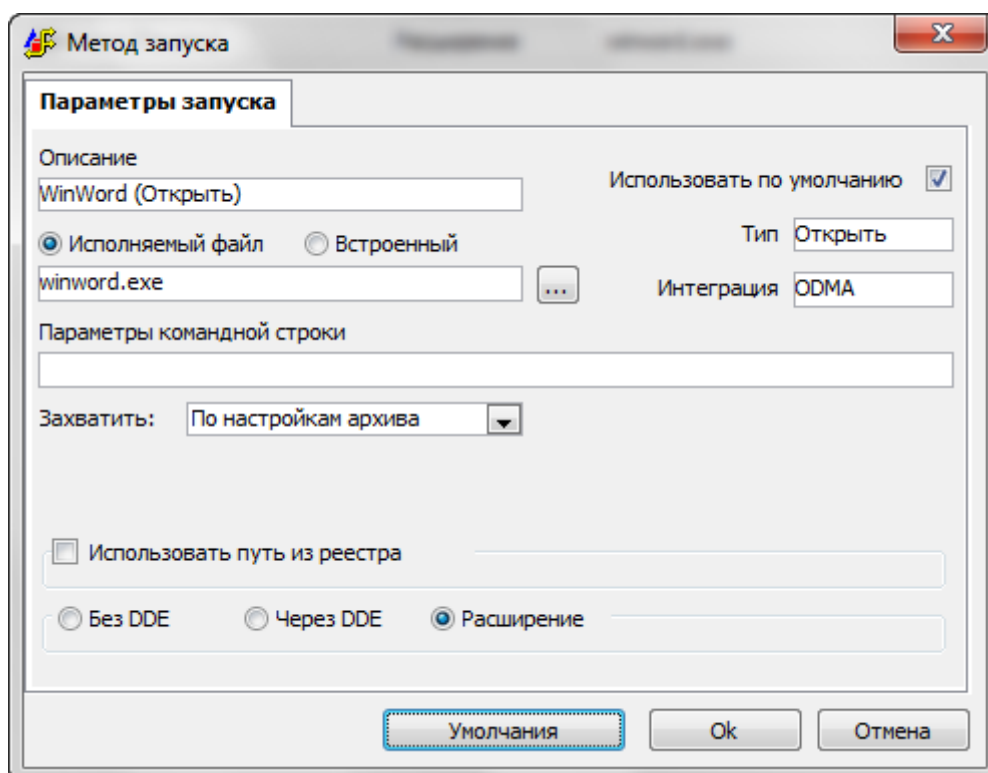 Метод запуска
Параметры запуска
Описание
WinWord (Открыть)
Использовать по умолчанию
Исполняемый файл Встроенный
Тип Открыть
winword.exe ...
Интеграция ODMA
Параметры командной строки
Захватить: По настройкам архива
Использовать путь из реестра
Без DDE Через DDE Расширение
Умолчания Ok Отмена